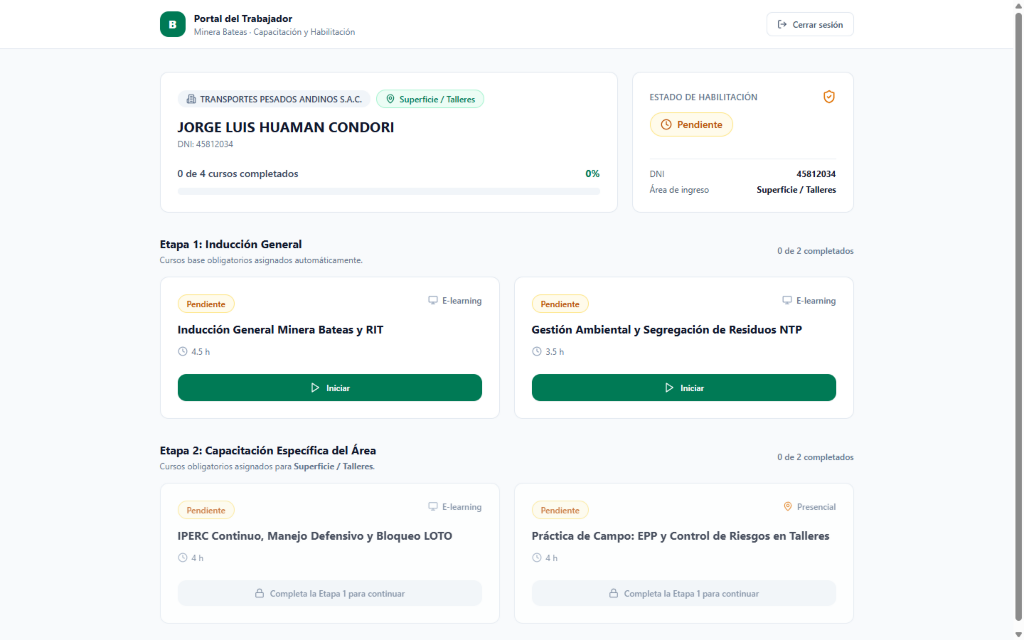 B
Portal del Trabajador
Minera Bateas · Capacitación y Habilitación
Cerrar sesión
TRANSPORTES PESADOS ANDINOS S.A.C.
Superficie / Talleres
JORGE LUIS HUAMAN CONDORI
DNI: 45812034
0 de 4 cursos completados
0%
ESTADO DE HABILITACIÓN
Pendiente
DNI
45812034
Área de ingreso
Superficie / Talleres
Etapa 1: Inducción General
Cursos base obligatorios asignados automáticamente.
0 de 2 completados
Pendiente
E-learning
Inducción General Minera Bateas y RIT
4.5 h
Iniciar
Pendiente
E-learning
Gestión Ambiental y Segregación de Residuos NTP
3.5 h
Iniciar
Etapa 2: Capacitación Específica del Área
Cursos obligatorios asignados para Superficie / Talleres.
0 de 2 completados
Pendiente
E-learning
IPERC Continuo, Manejo Defensivo y Bloqueo LOTO
4 h
Completa la Etapa 1 para continuar
Pendiente
Presencial
Práctica de Campo: EPP y Control de Riesgos en Talleres
4 h
Completa la Etapa 1 para continuar